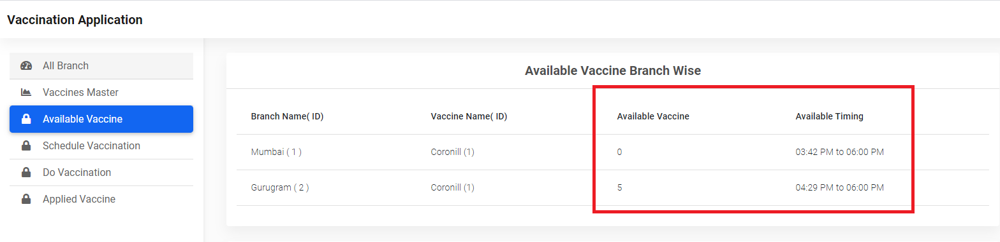 Vaccination Application
All Branch
Vaccines Master
Available Vaccine
Schedule Vaccination
Do Vaccination
Applied Vaccine
Available Vaccine Branch Wise
Branch Name( ID) Vaccine Name( ID) Available Vaccine Available Timing
Mumbai ( 1 ) Coronill (1) 0 03:42 PM to 06:00 PM
Gurugram ( 2 ) Coronill (1) 5 04:29 PM to 06:00 PM